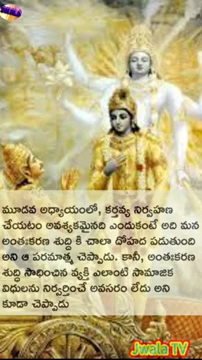 మూడవ అధ్యాయంలో, కర్తవ్య నిర్వహణ
చేయటం అవశ్యకమైనది ఎందుకంటే అది మన
అంతఃకరణ శుద్ధి కి చాలా దోహద పడుతుంది
అని ఆ పరమాత్మ చెప్పాడు. కానీ, అంతఃకరణ
శుద్ధి సాధించిన వ్యక్తి ఎలాంటి సామాజిక
విధులను నిర్వర్తించే అవసరం లేదు అని
కూడా చెప్పాడు
Jwala TV